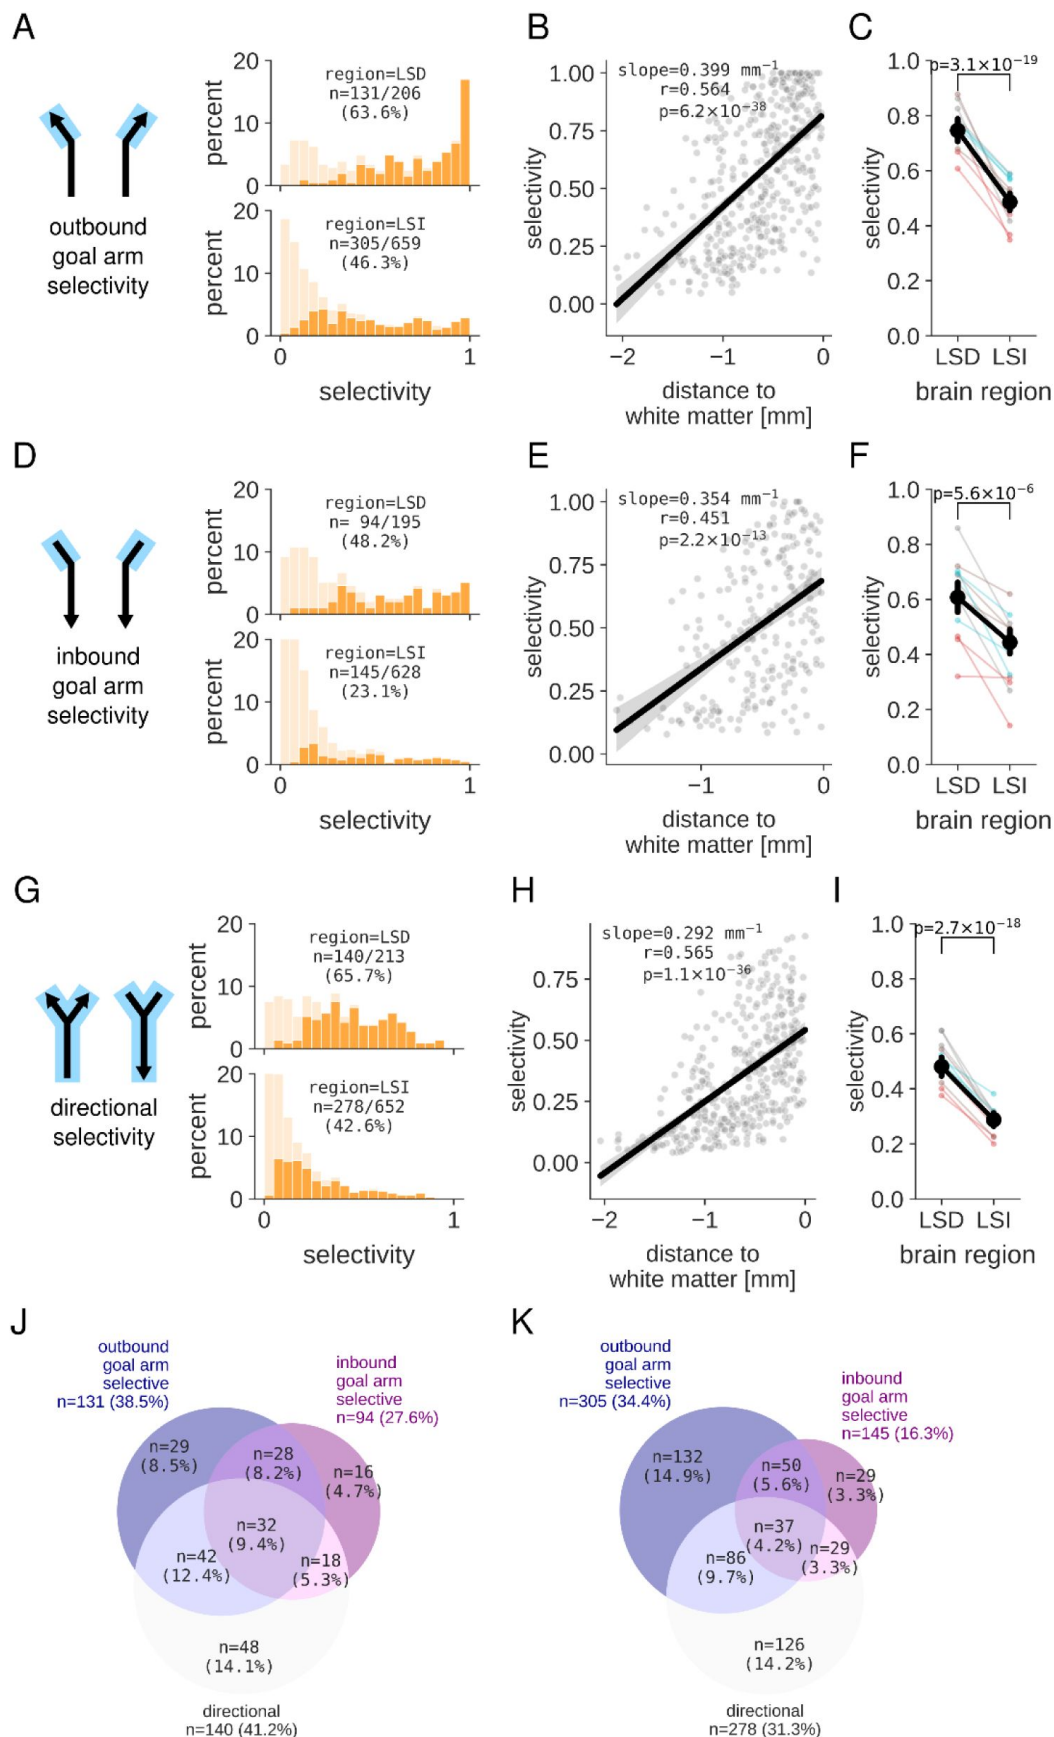 A
outbound
goal arm
selectivity
percent
20
10
0
region=LSD
n=131/206
(63.6%)
percent
20
10
0
region=LSI
n=305/659
(46.3%)
0
1
selectivity
B
selectivity
1.00
0.75
0.50
0.25
0.00
slope=0.399 mm⁻¹
r=0.564
p=6.2×10⁻³⁸
−2
−1
0
distance to
white matter [mm]
C
selectivity
1.0
0.8
0.6
0.4
0.2
0.0
p=3.1×10⁻¹⁹
LSD LSI
brain region
D
inbound
goal arm
selectivity
percent
20
10
0
region=LSD
n= 94/195
(48.2%)
percent
20
10
0
region=LSI
n=145/628
(23.1%)
0
1
selectivity
E
selectivity
1.00
0.75
0.50
0.25
0.00
slope=0.354 mm⁻¹
r=0.451
p=2.2×10⁻¹³
−1
0
distance to
white matter [mm]
F
selectivity
1.0
0.8
0.6
0.4
0.2
0.0
p=5.6×10⁻⁶
LSD LSI
brain region
G
directional
selectivity
percent
20
10
0
region=LSD
n=140/213
(65.7%)
percent
20
10
0
region=LSI
n=278/652
(42.6%)
0
1
selectivity
H
selectivity
0.75
0.50
0.25
0.00
slope=0.292 mm⁻¹
r=0.565
p=1.1×10⁻³⁶
−2
−1
0
distance to
white matter [mm]
I
selectivity
1.0
0.8
0.6
0.4
0.2
0.0
p=2.7×10⁻¹⁸
LSD LSI
brain region
J
outbound
goal arm
selective
n=131 (38.5%)
inbound
goal arm
selective
n=94 (27.6%)
n=29
(8.5%)
n=28
(8.2%)
n=16
(4.7%)
n=32
(9.4%)
n=42
(12.4%)
n=18
(5.3%)
n=48
(14.1%)
directional
n=140 (41.2%)
K
outbound
goal arm
selective
n=305 (34.4%)
inbound
goal arm
selective
n=145 (16.3%)
n=132
(14.9%)
n=50
(5.6%)
n=29
(3.3%)
n=37
(4.2%)
n=86
(9.7%)
n=29
(3.3%)
n=126
(14.2%)
directional
n=278 (31.3%)